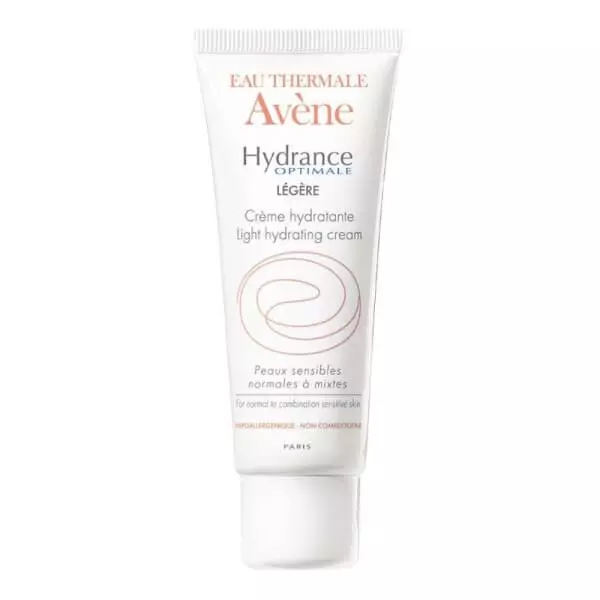 EAU THERMALE
Avène
Hydrance
OPTIMALE
LÉGÈRE
Crème hydratante
Light hydrating cream
Peaux sensibles
normales à mixtes
For normal to combination sensitive skin
HYPOALLERGÉNIQUE - NON-COMÉDOGÈNE
PARIS